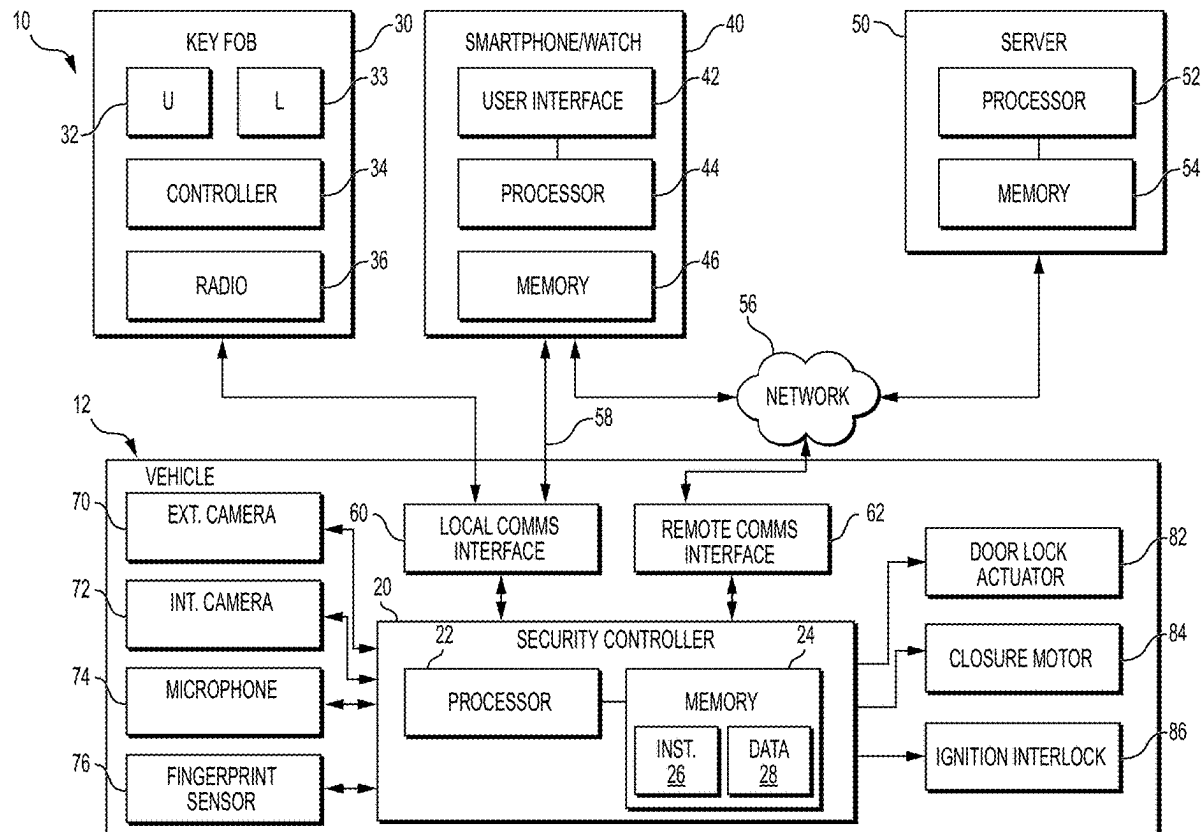 10
KEY FOB
30
U
L
33
32
CONTROLLER
34
RADIO
36
SMARTPHONE/WATCH
40
USER INTERFACE
42
PROCESSOR
44
MEMORY
46
50
SERVER
PROCESSOR
52
MEMORY
54
56
NETWORK
58
12
VEHICLE
70
EXT. CAMERA
72
INT. CAMERA
74
MICROPHONE
76
FINGERPRINT
SENSOR
60
LOCAL COMMS
INTERFACE
REMOTE COMMS
INTERFACE
62
20
SECURITY CONTROLLER
22
PROCESSOR
24
MEMORY
INST.
26
DATA
28
DOOR LOCK
ACTUATOR
82
CLOSURE MOTOR
84
IGNITION INTERLOCK
86